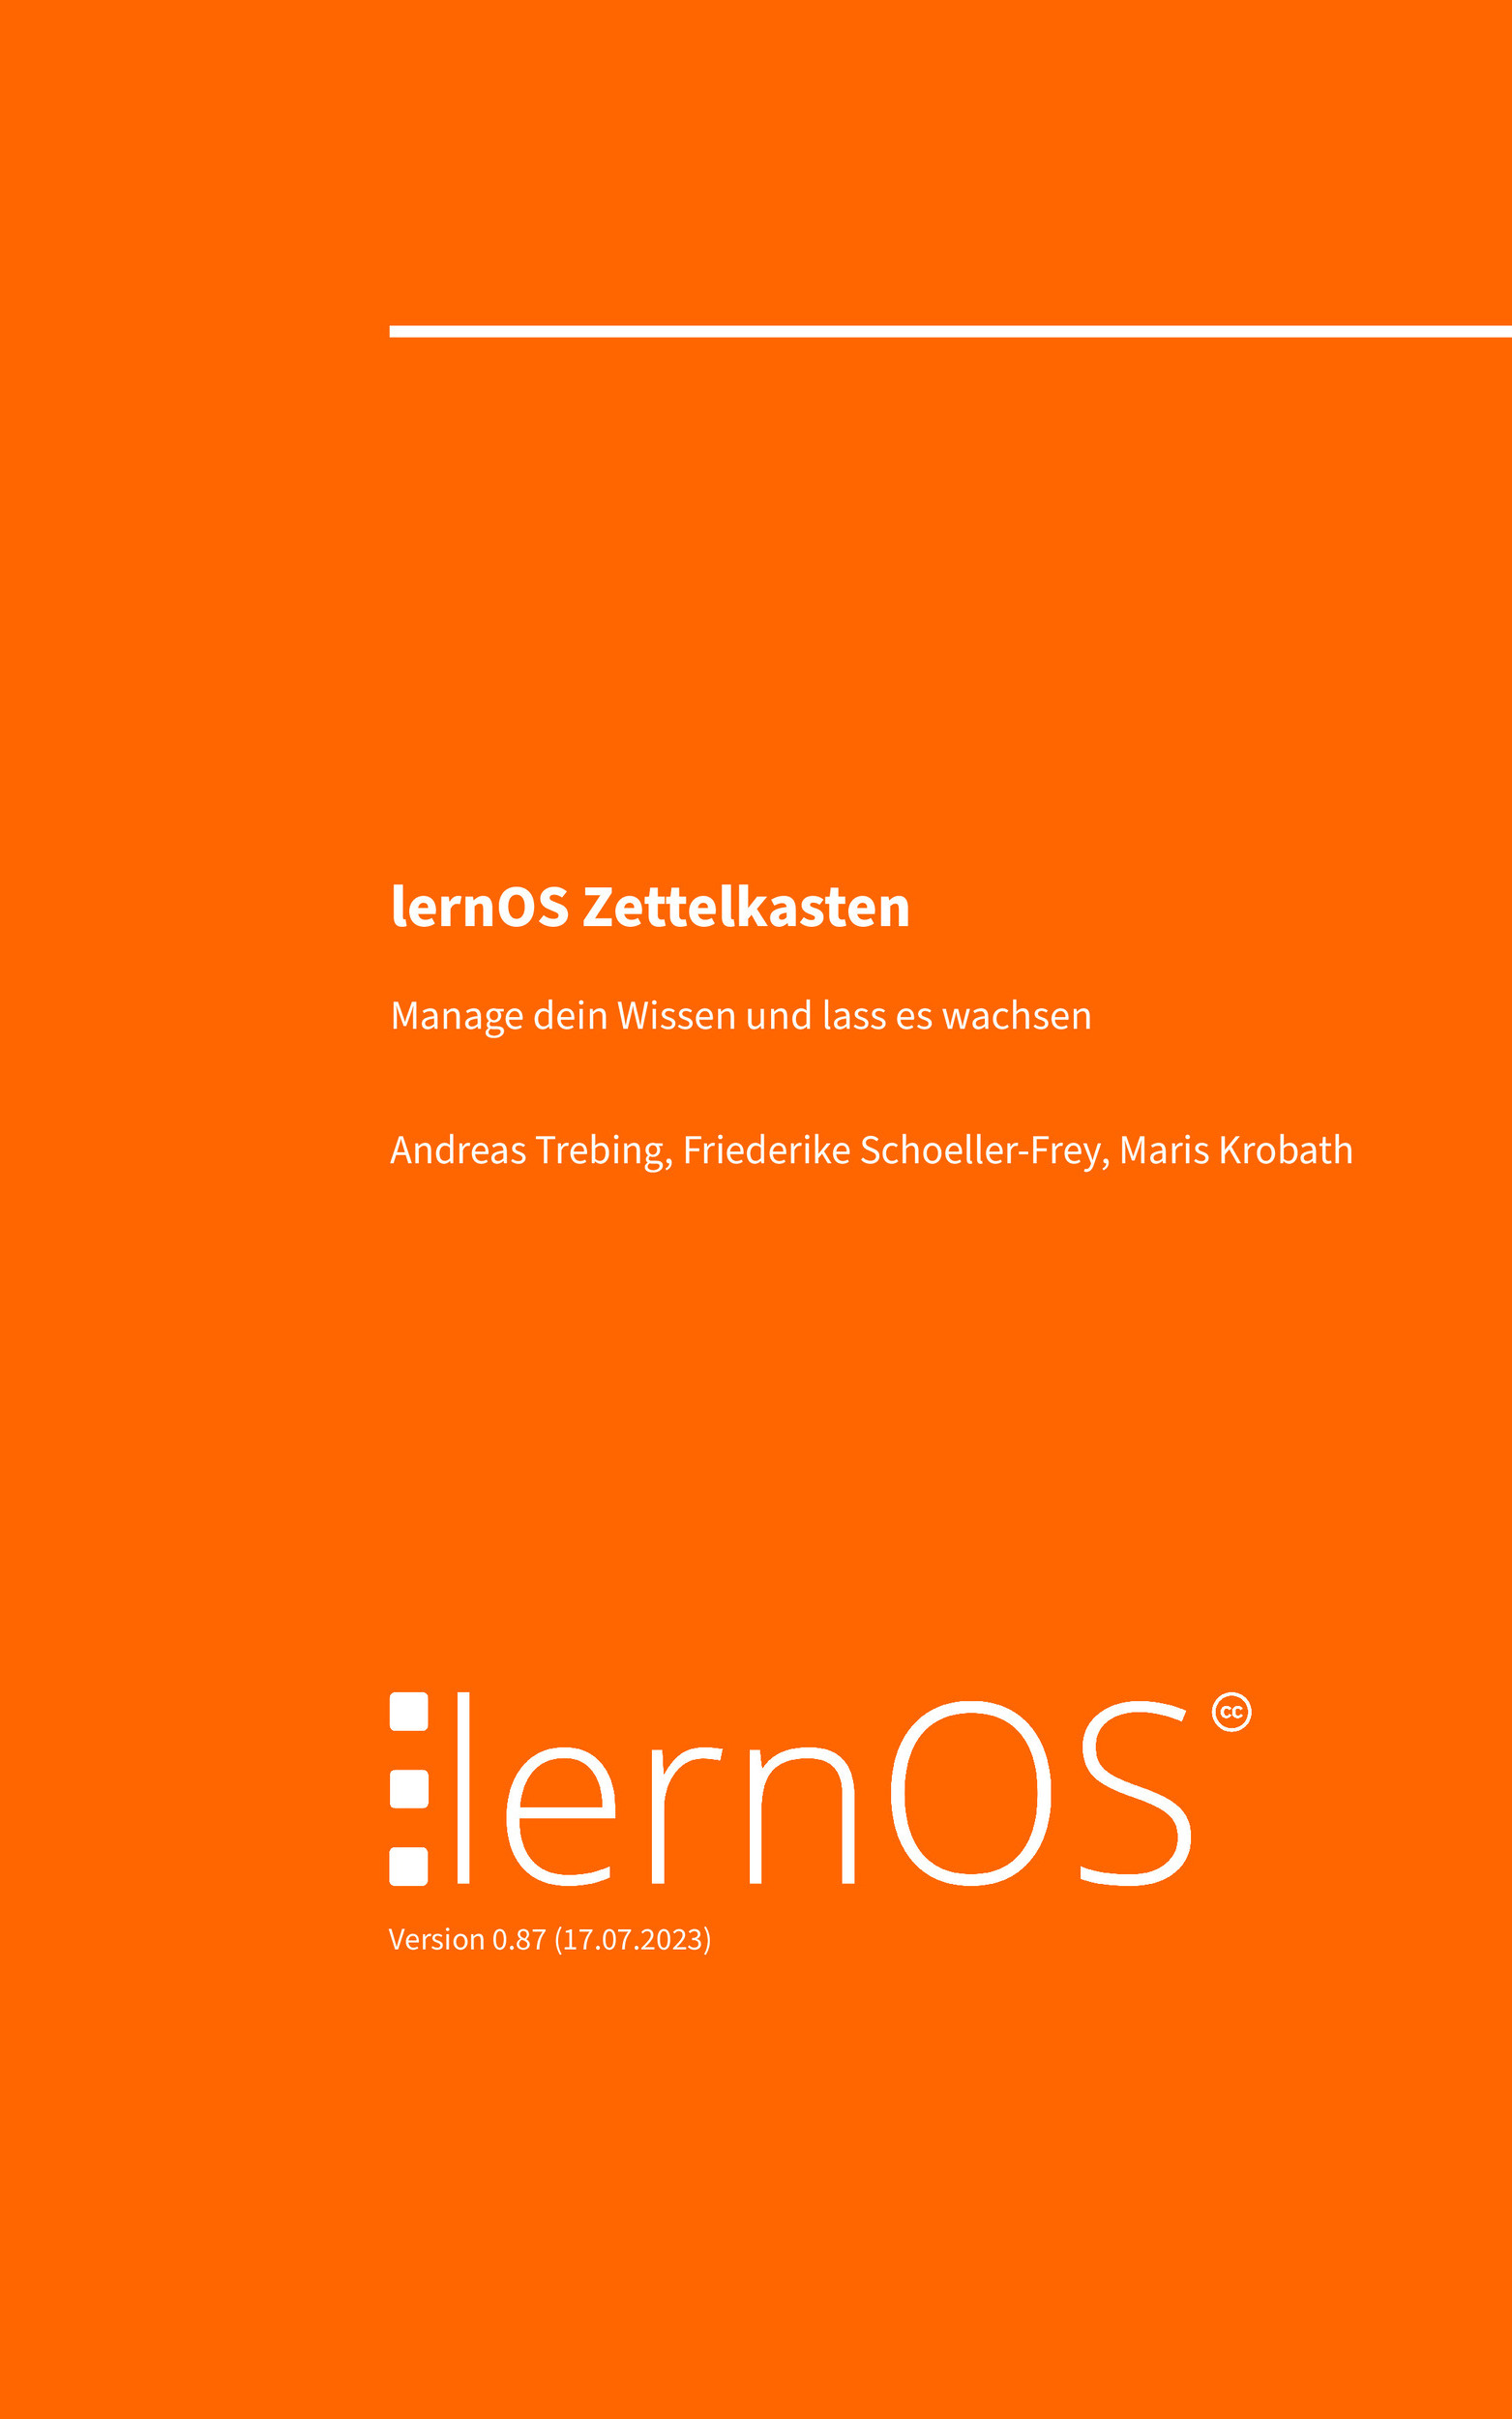 lernOS Zettelkasten
Manage dein Wissen und lass es wachsen
Andreas Trebing, Friederike Schoeller-Frey, Maris Krobath
lernOS cc
Version 0.87 (17.07.2023)